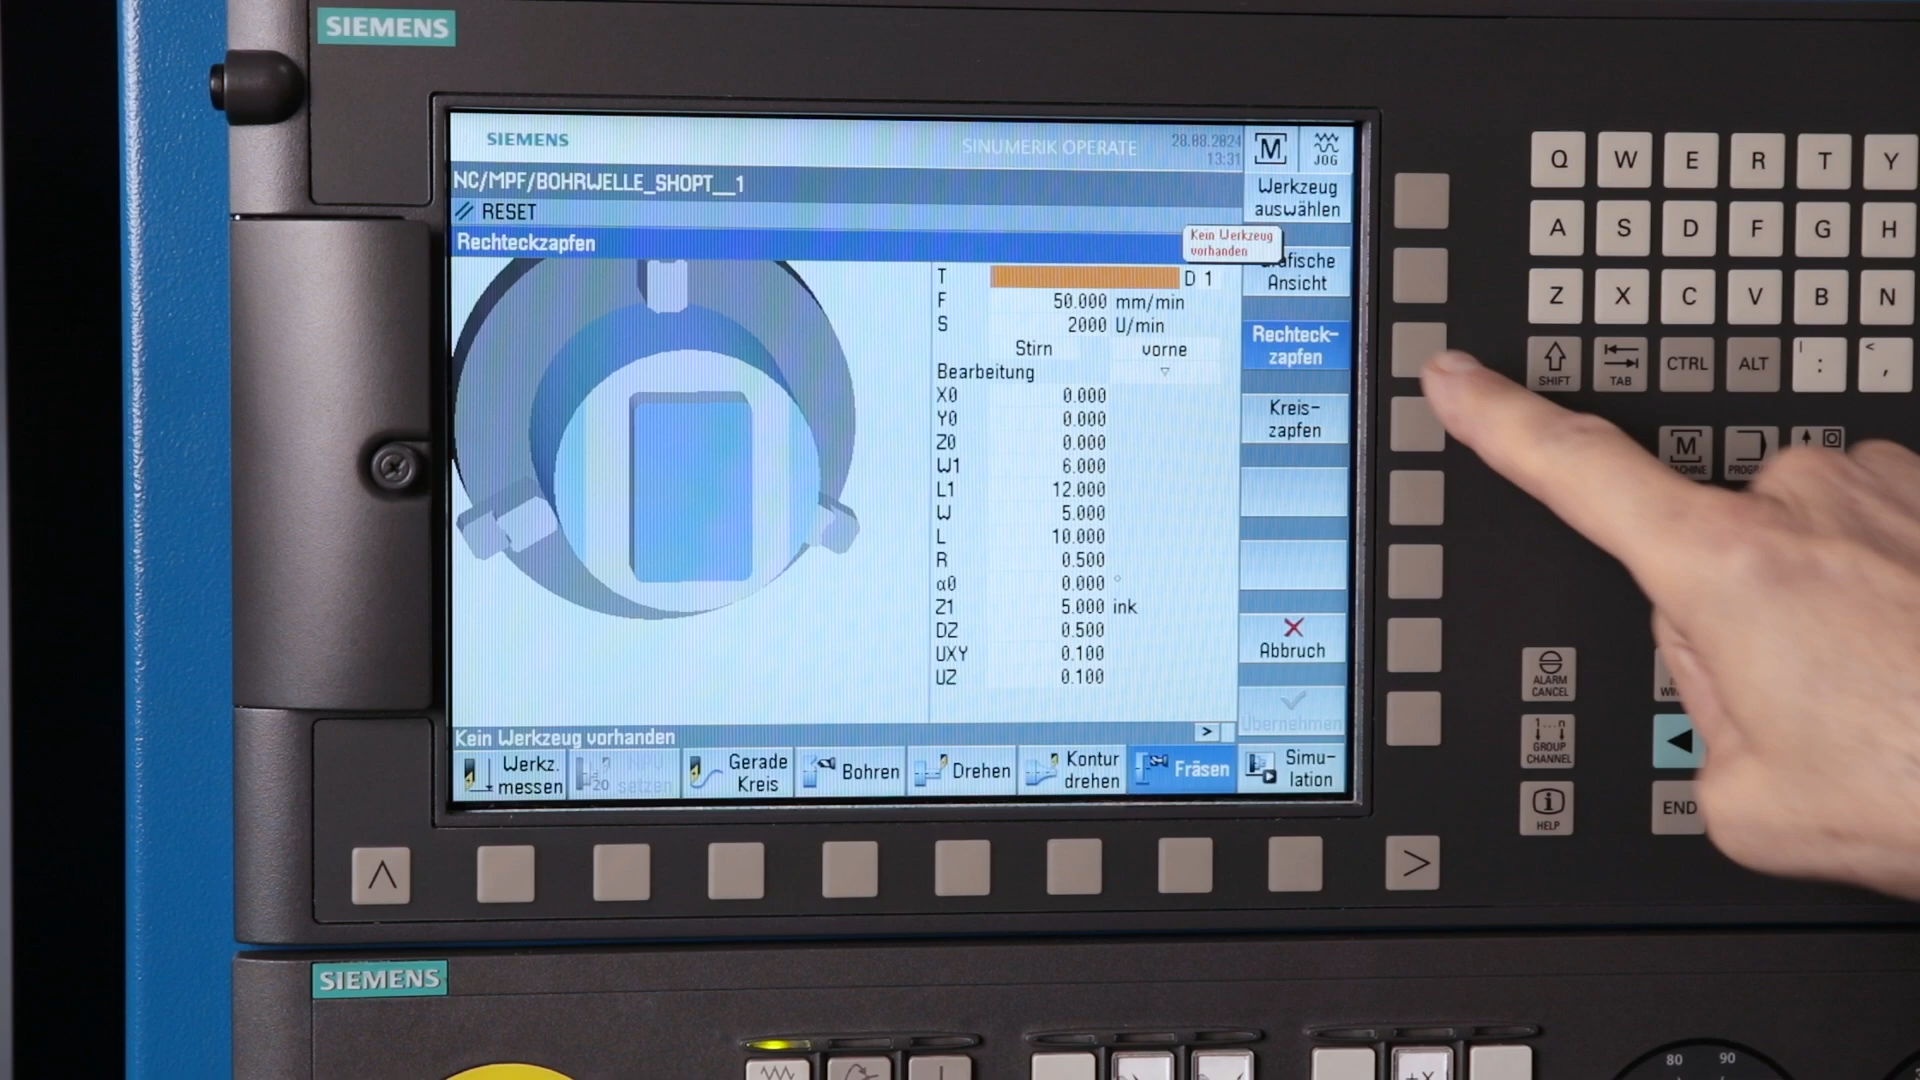 SIEMENS
SIEMENS
SINUMERIK OPERATE
28.08.2024
13:31
M
JOG
NC/MPF/BOHRWELLE_SHOPT__1
RESET
Werkzeug
auswählen
Rechteckzapfen
Kein Werkzeug
vorhanden
Grafische
Ansicht
T D 1
F 50.000 mm/min
S 2000 U/min
Stirn vorne
Bearbeitung ▽
X0 0.000
Y0 0.000
Z0 0.000
W1 6.000
L1 12.000
W 5.000
L 10.000
R 0.500
α0 0.000 °
Z1 5.000 ink
DZ 0.500
UXY 0.100
UZ 0.100
Rechteck-
zapfen
Kreis-
zapfen
Abbruch
Übernehmen
Kein Werkzeug vorhanden >
Werkz.
messen
setzen
Gerade
Kreis
Bohren
Drehen
Kontur
drehen
Fräsen
Simu-
lation
Q W E R T Y
A S D F G H
Z X C V B N
SHIFT TAB CTRL ALT : < ,
M
ALARM
CANCEL
1...n
GROUP
CHANNEL
i
HELP
END
SIEMENS
80 90
+X